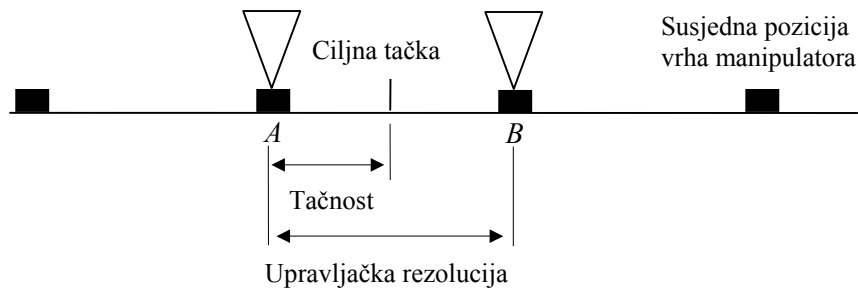 Susjedna pozicija
vrha manipulatora
Ciljna tačka
A
B
Tačnost
Upravljačka rezolucija